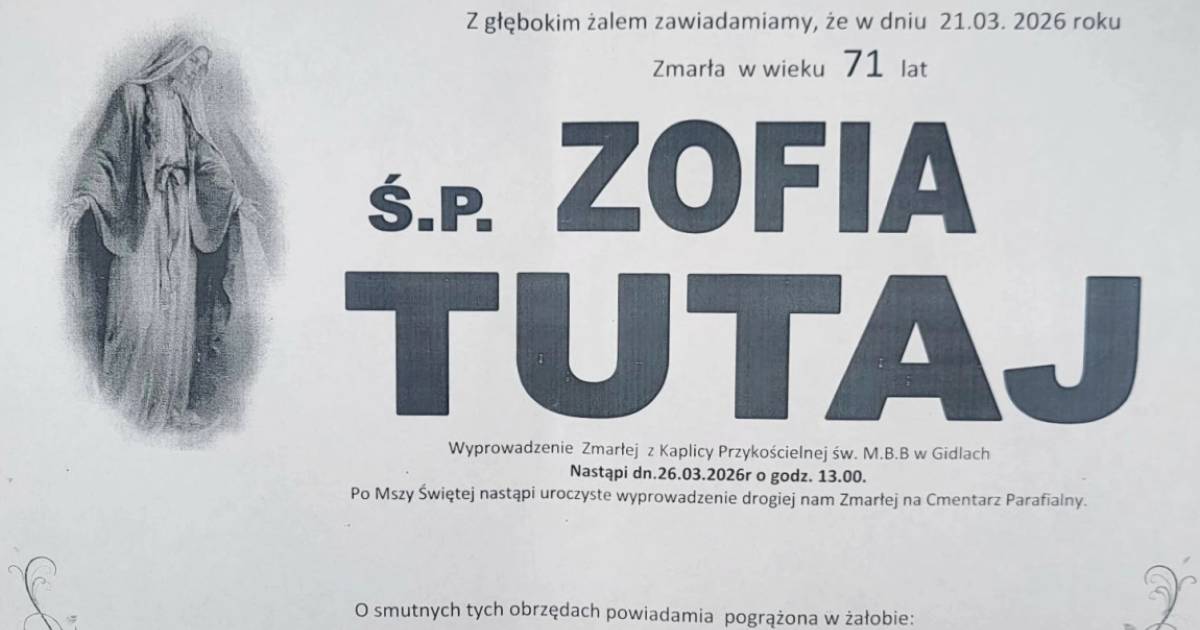 Z głębokim żalem zawiadamiamy, że w dniu 21.03. 2026 roku
Zmarła w wieku 71 lat
Ś.P. ZOFIA
TUTAJ
Wyprowadzenie Zmarłej z Kaplicy Przykościelnej św. M.B.B w Gidlach
Nastąpi dn.26.03.2026r o godz. 13.00.
Po Mszy Świętej nastąpi uroczyste wyprowadzenie drogiej nam Zmarłej na Cmentarz Parafialny.
O smutnych tych obrzędach powiadamia pogrążona w żałobie: